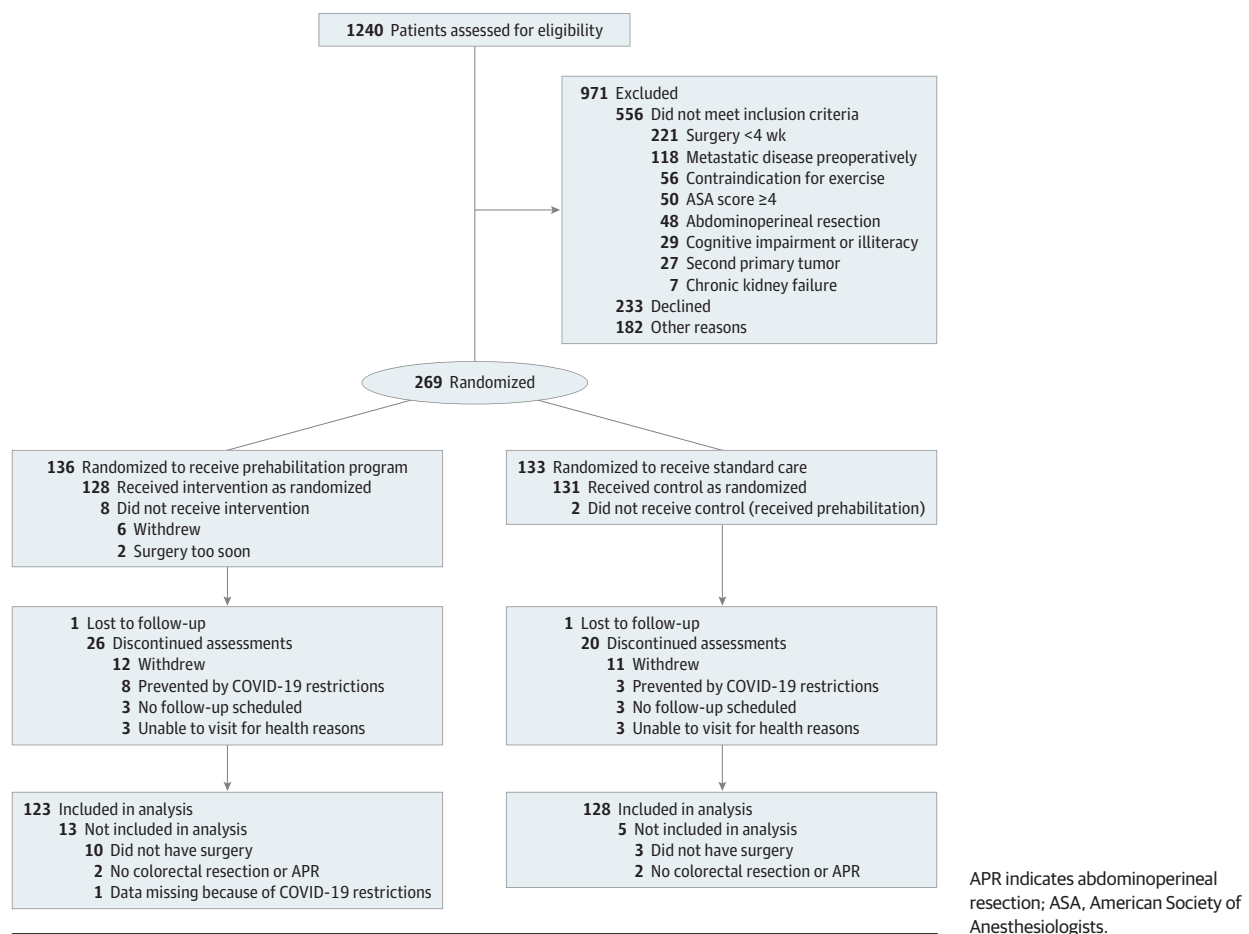 1240 Patients assessed for eligibility
971 Excluded
556 Did not meet inclusion criteria
221 Surgery <4 wk
118 Metastatic disease preoperatively
56 Contraindication for exercise
50 ASA score ≥4
48 Abdominoperineal resection
29 Cognitive impairment or illiteracy
27 Second primary tumor
7 Chronic kidney failure
233 Declined
182 Other reasons
269 Randomized
136 Randomized to receive prehabilitation program
128 Received intervention as randomized
8 Did not receive intervention
6 Withdrew
2 Surgery too soon
133 Randomized to receive standard care
131 Received control as randomized
2 Did not receive control (received prehabilitation)
1 Lost to follow-up
26 Discontinued assessments
12 Withdrew
8 Prevented by COVID-19 restrictions
3 No follow-up scheduled
3 Unable to visit for health reasons
1 Lost to follow-up
20 Discontinued assessments
11 Withdrew
3 Prevented by COVID-19 restrictions
3 No follow-up scheduled
3 Unable to visit for health reasons
123 Included in analysis
13 Not included in analysis
10 Did not have surgery
2 No colorectal resection or APR
1 Data missing because of COVID-19 restrictions
128 Included in analysis
5 Not included in analysis
3 Did not have surgery
2 No colorectal resection or APR
APR indicates abdominoperineal
resection; ASA, American Society of
Anesthesiologists.